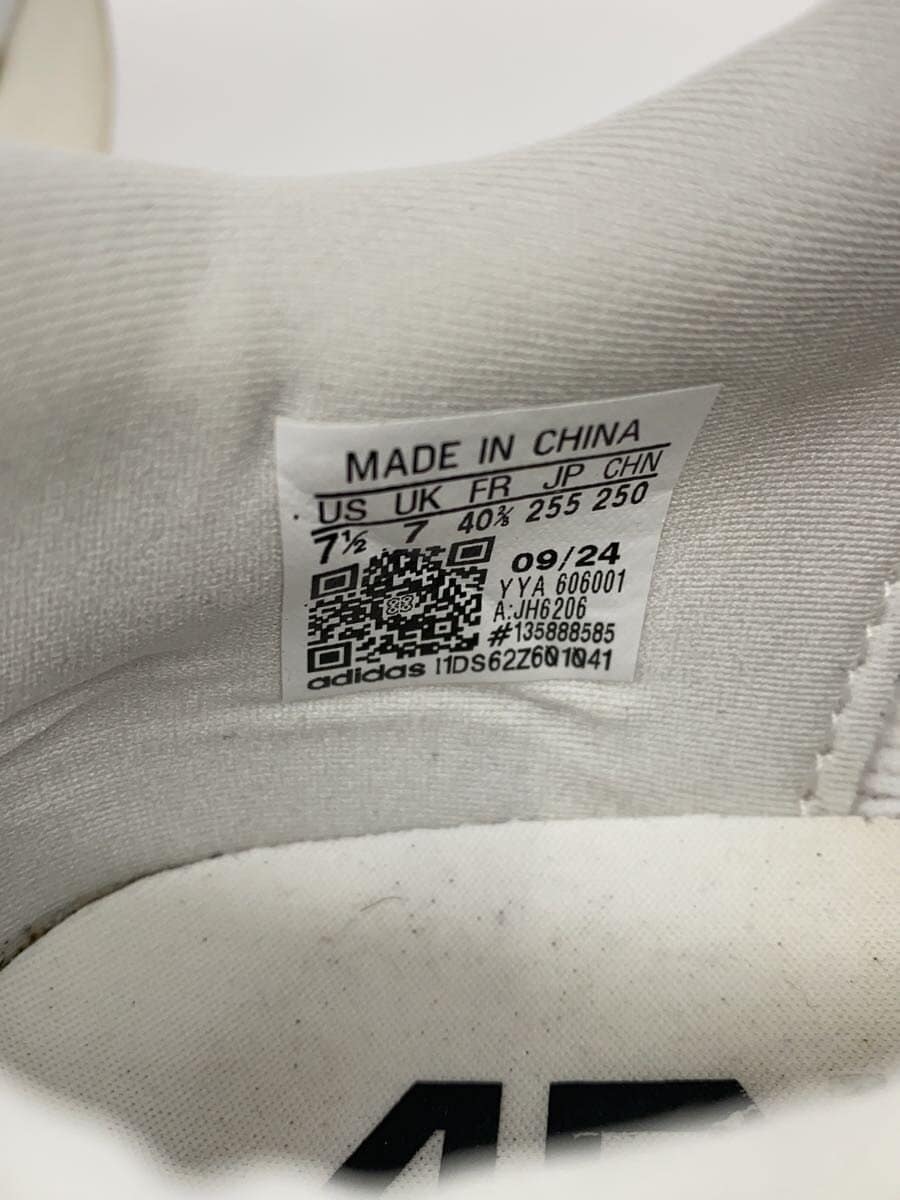 MADE IN CHINA
US UK FR JP CHN
7½ 7 40⅔ 255 250
09/24
YYA 606001
A:JH6206
#135888585
adidas I1DS62Z601041